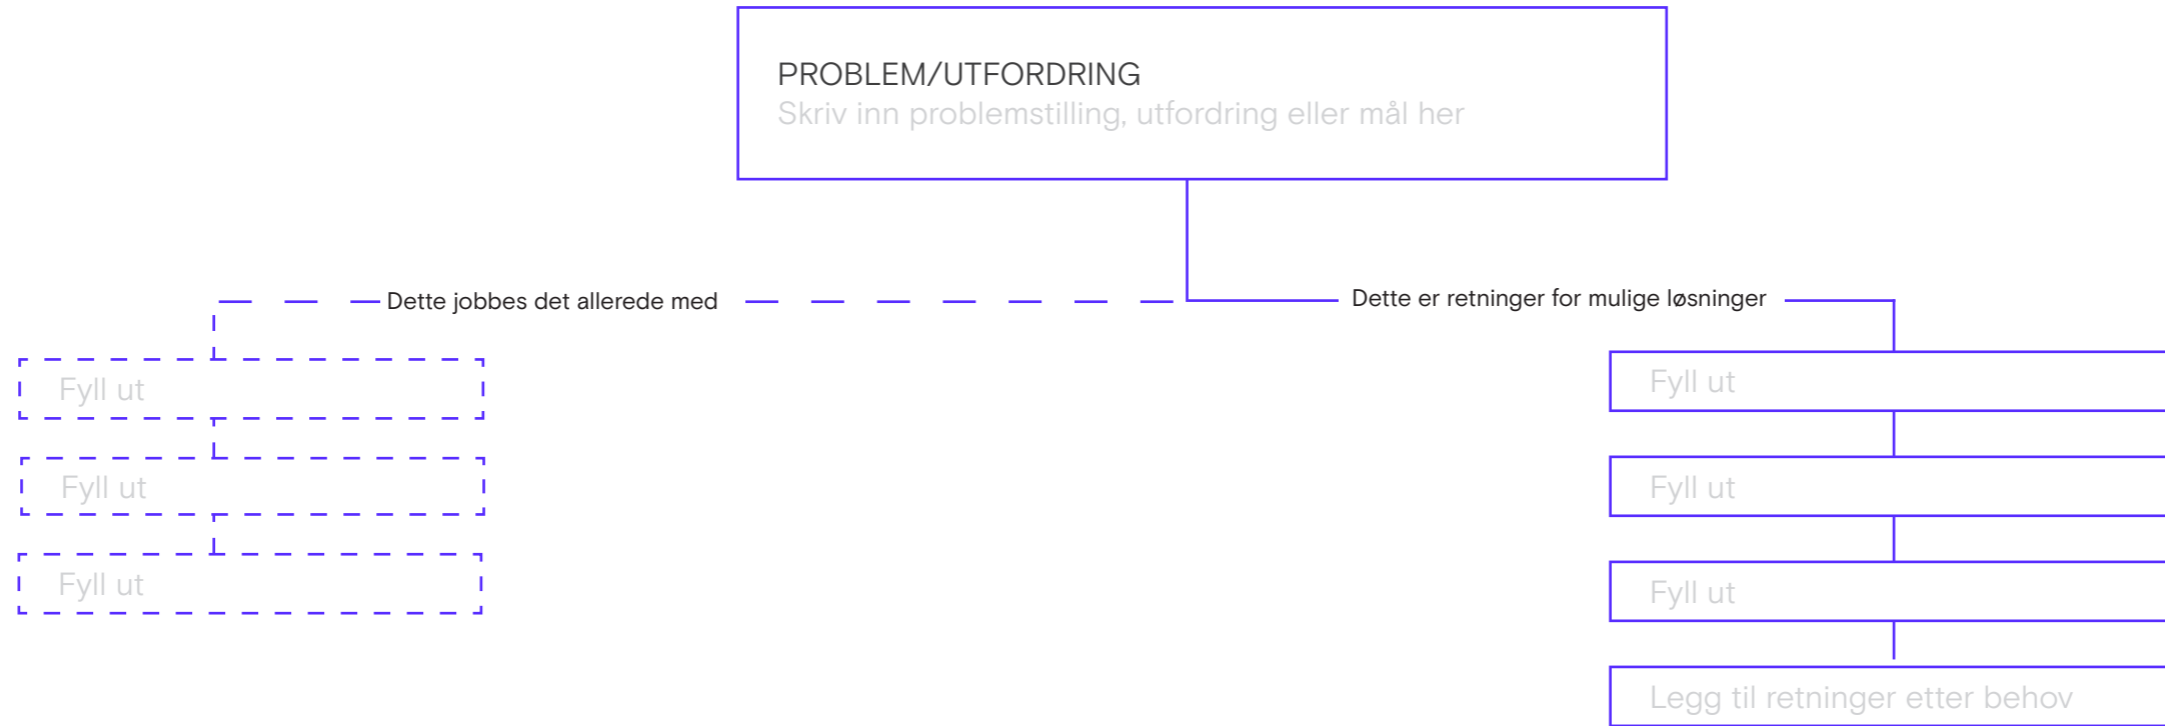 PROBLEM/UTFORDRING
Skriv inn problemstilling, utfordring eller mål her
Dette jobbes det allerede med
Dette er retninger for mulige løsninger
Fyll ut
Fyll ut
Fyll ut
Fyll ut
Fyll ut
Fyll ut
Legg til retninger etter behov